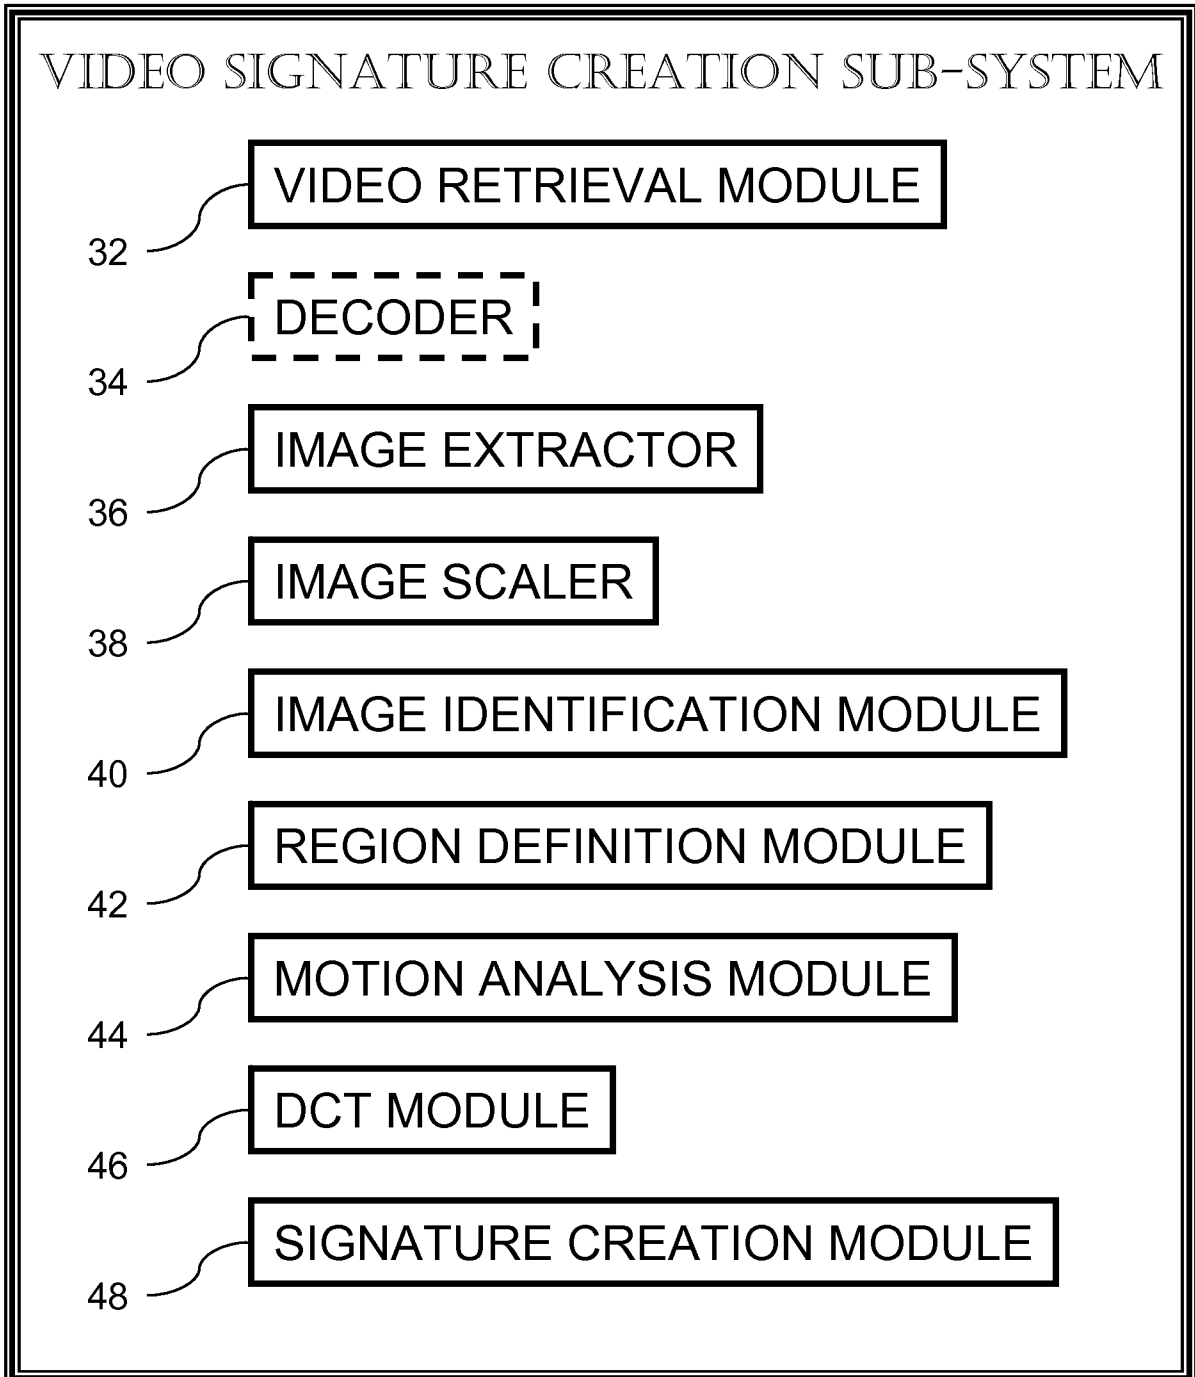 VIDEO SIGNATURE CREATION SUB-SYSTEM
VIDEO RETRIEVAL MODULE
32
DECODER
34
IMAGE EXTRACTOR
36
IMAGE SCALER
38
IMAGE IDENTIFICATION MODULE
40
REGION DEFINITION MODULE
42
MOTION ANALYSIS MODULE
44
DCT MODULE
46
SIGNATURE CREATION MODULE
48